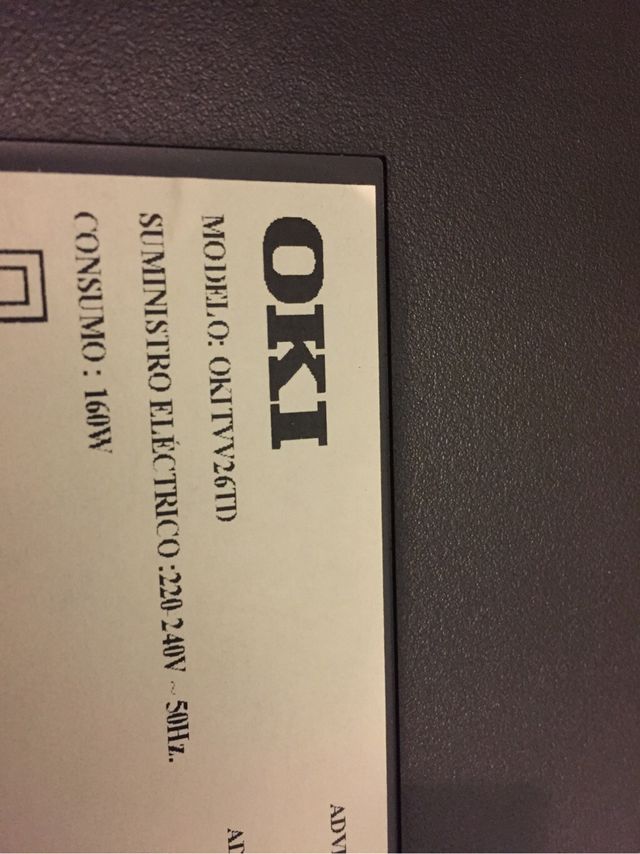 OKI
MODELO: OKITVV26TD
SUMINISTRO ELÉCTRICO :220-240V ~ 50Hz.
CONSUMO : 160W